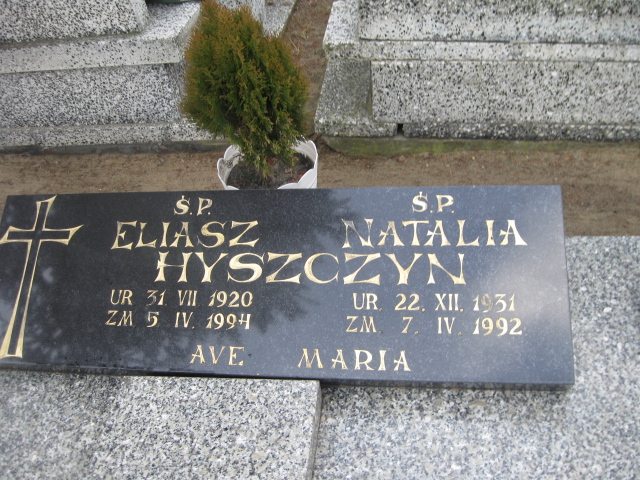 Ś.P. Ś.P.
ELIASZ NATALIA
HYSZCZYN
UR 31 VII 1920 UR. 22. XII. 1931
ZM 5 IV. 1994 ZM. 7. IV 1992
AVE MARIA